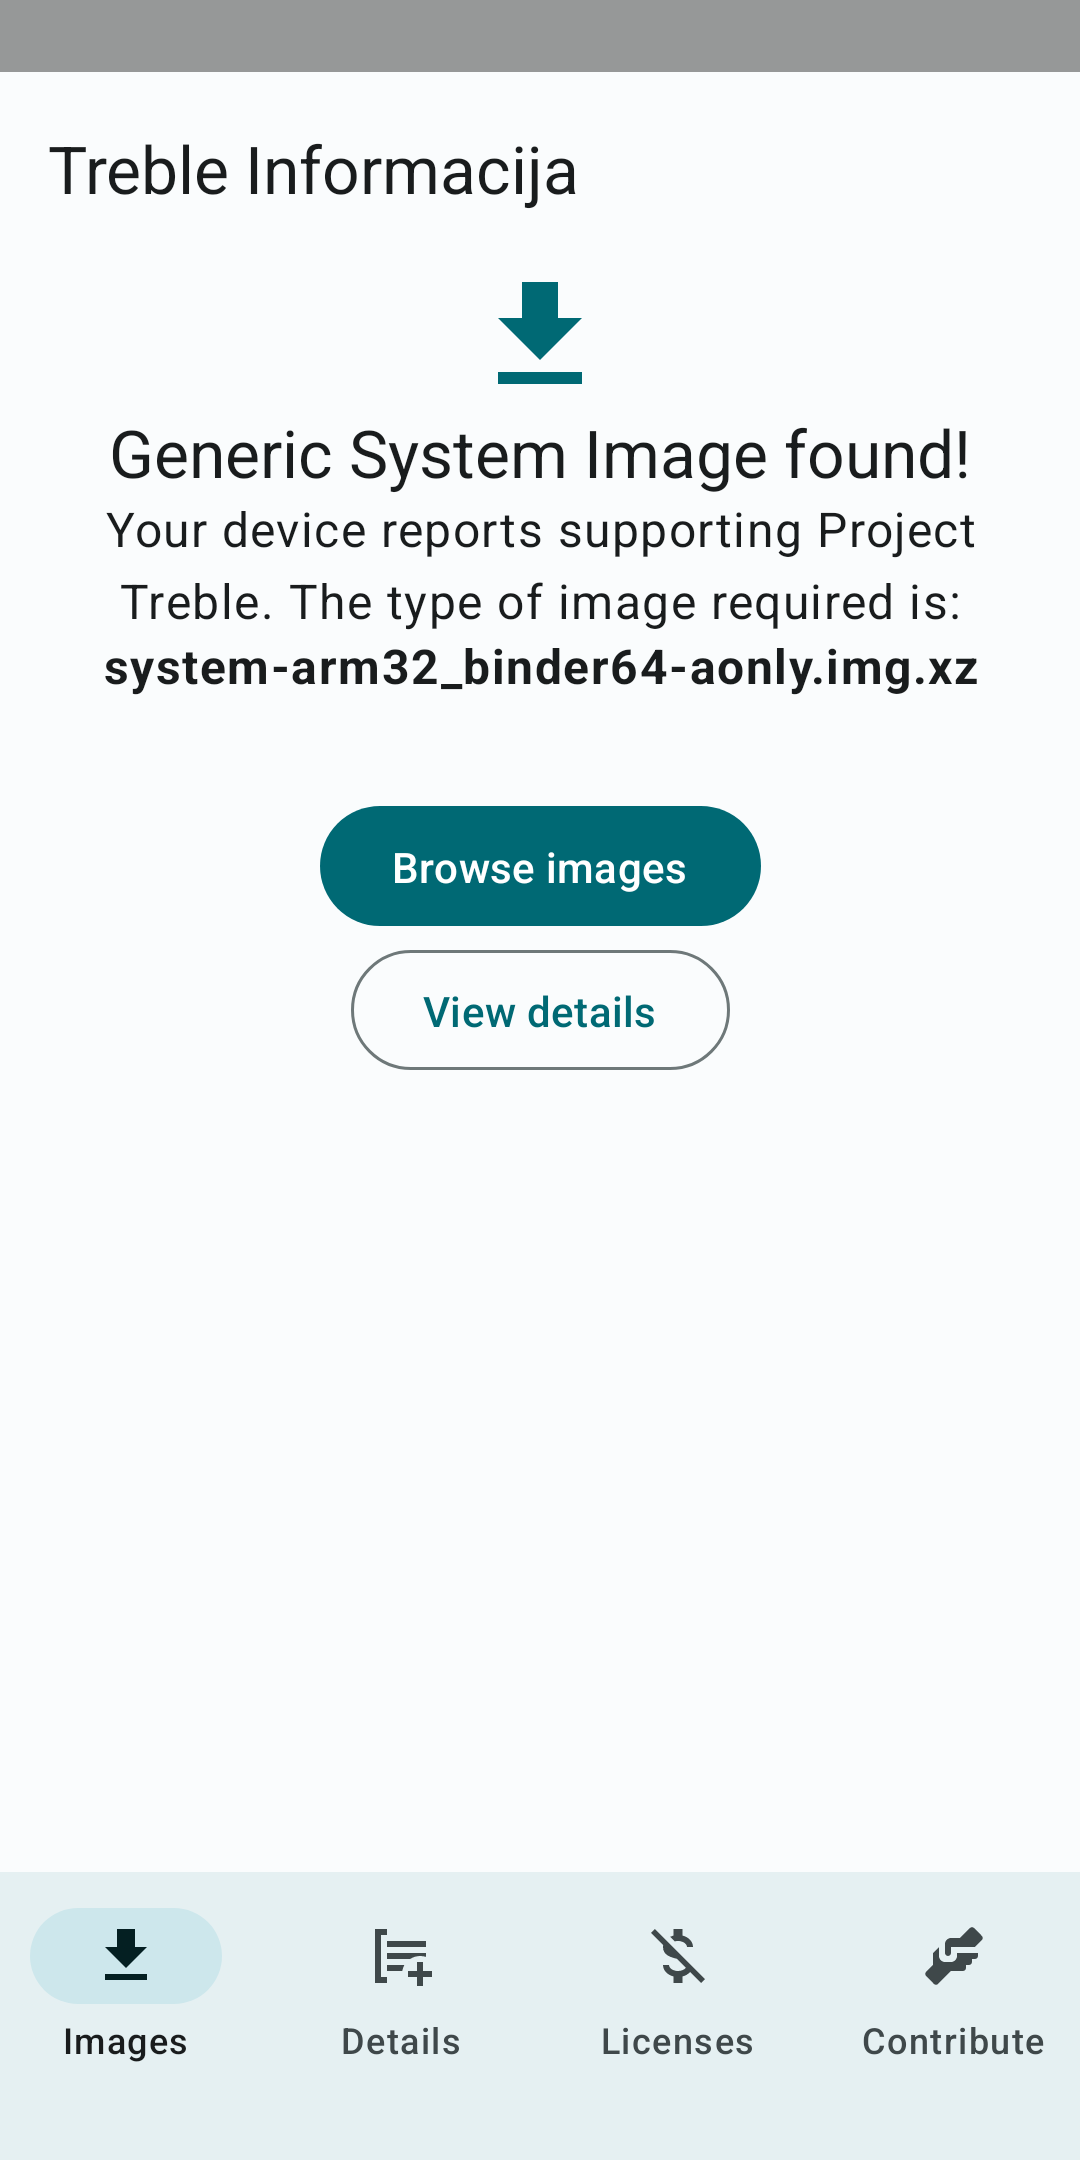 Treble Informacija
Generic System Image found!
Your device reports supporting Project
Treble. The type of image required is:
system-arm32_binder64-aonly.img.xz
Browse images
View details
Images
Details
Licenses
Contribute